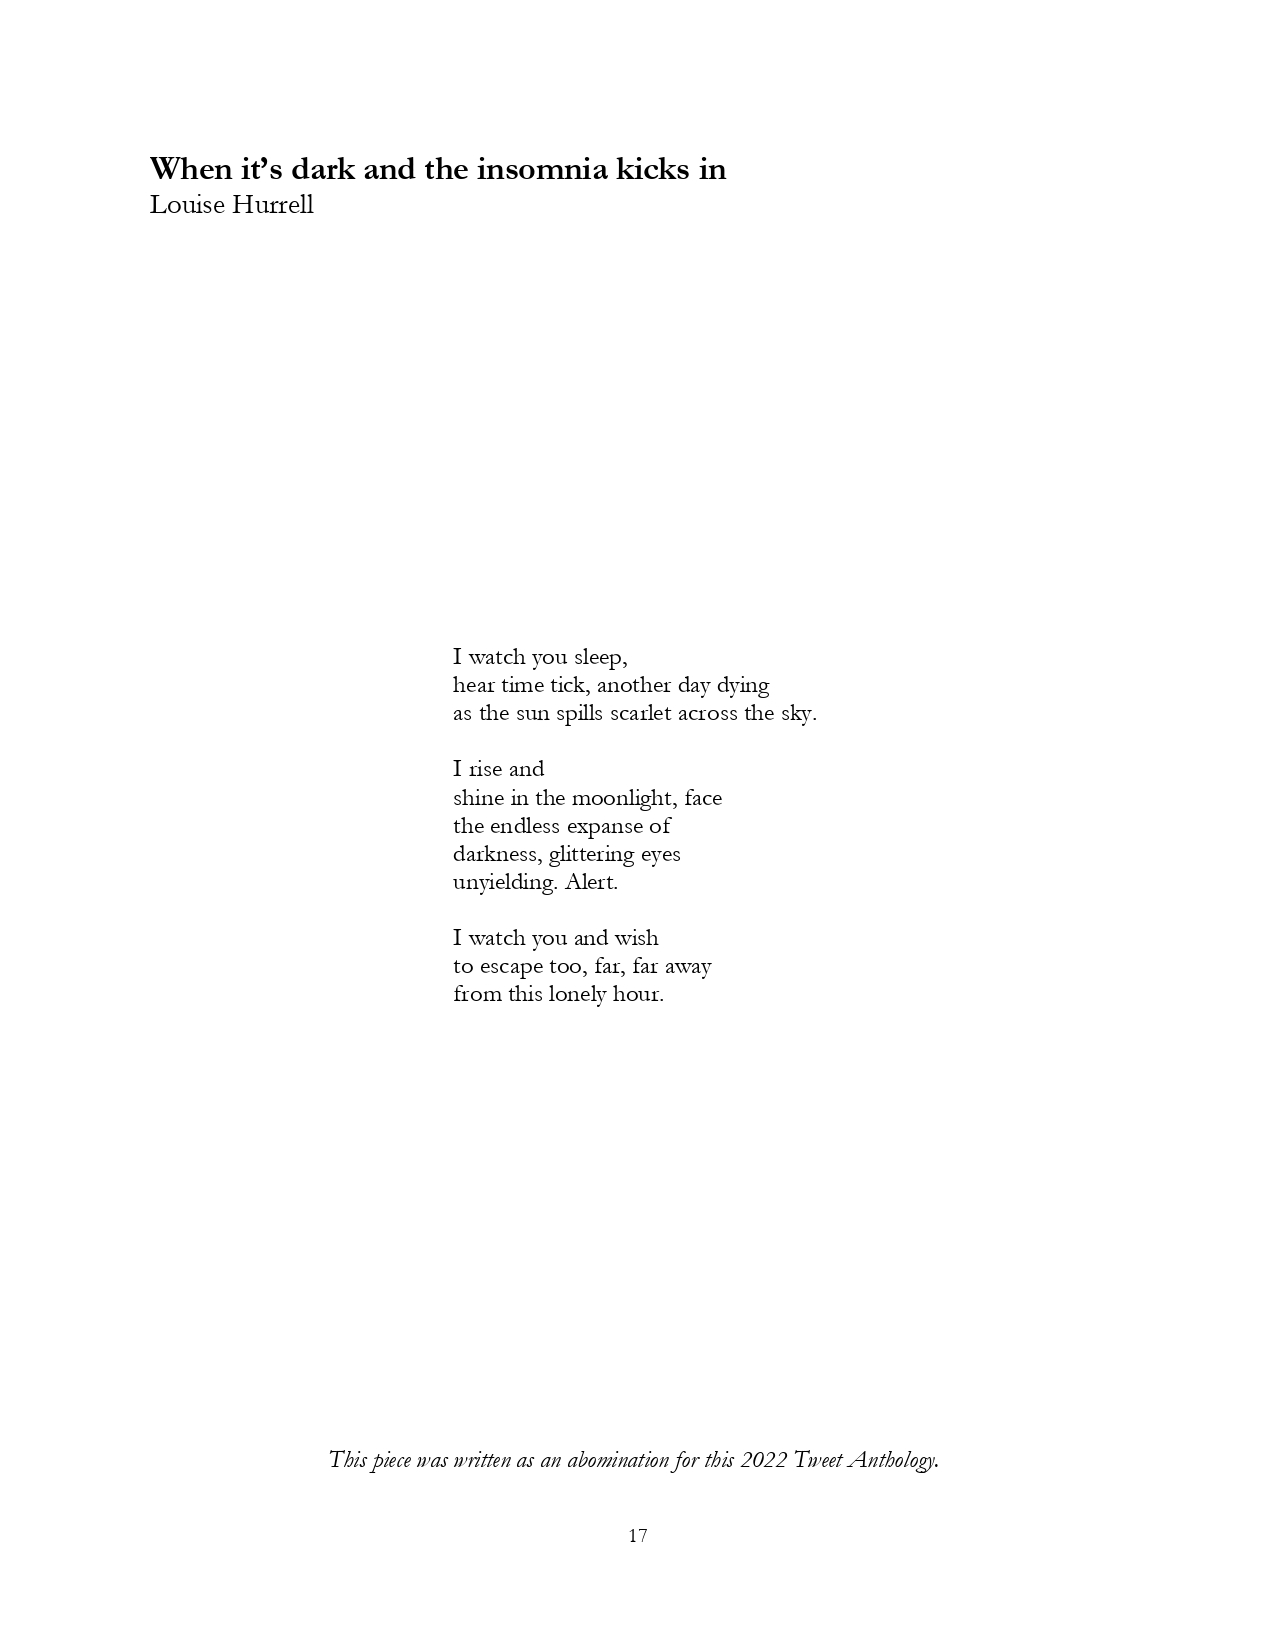 When it’s dark and the insomnia kicks in
Louise Hurrell
I watch you sleep,
hear time tick, another day dying
as the sun spills scarlet across the sky.
I rise and
shine in the moonlight, face
the endless expanse of
darkness, glittering eyes
unyielding. Alert.
I watch you and wish
to escape too, far, far away
from this lonely hour.
This piece was written as an abomination for this 2022 Tweet Anthology.
17